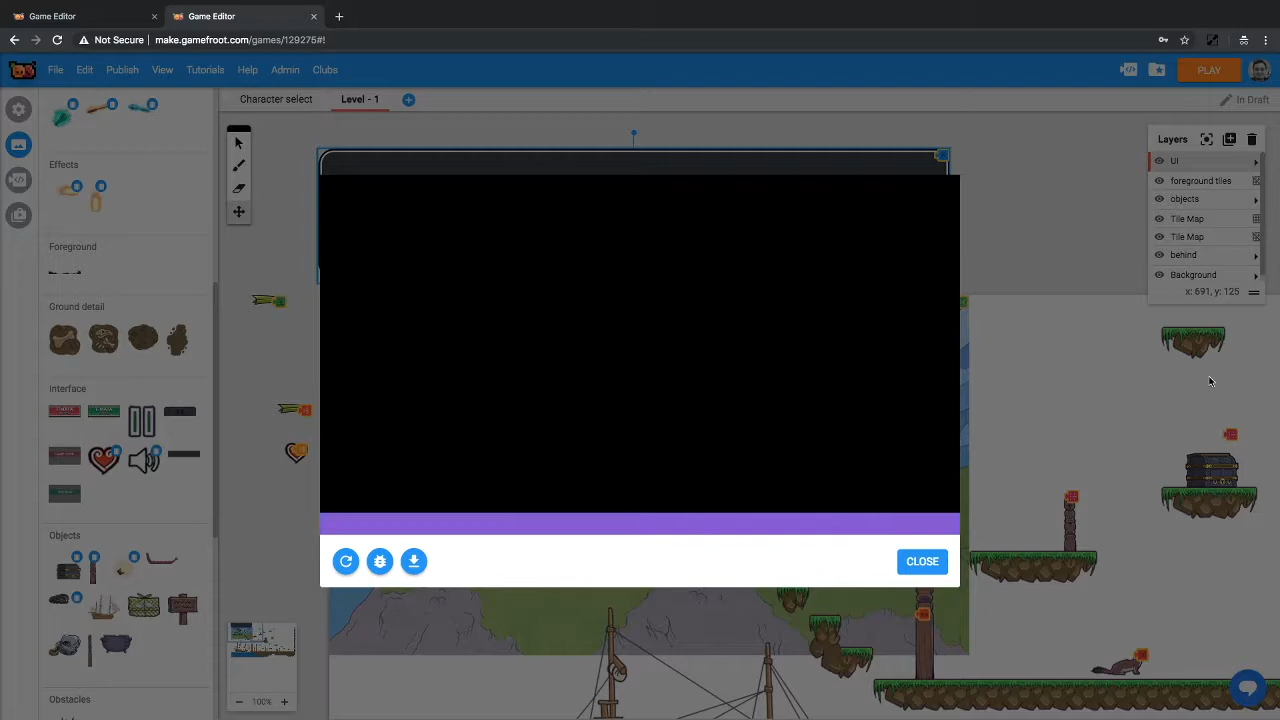 Game Editor
Game Editor
Not Secure
make.gamefroot.com/games/129275#!
File
Edit
Publish
View
Tutorials
Help
Admin
Clubs
PLAY
Character select
Level - 1
In Draft
Effects
Foreground
Ground detail
Interface
Objects
Obstacles
Layers
UI
foreground tiles
objects
Tile Map
Tile Map
behind
Background
x: 691, y: 125
CLOSE
100%